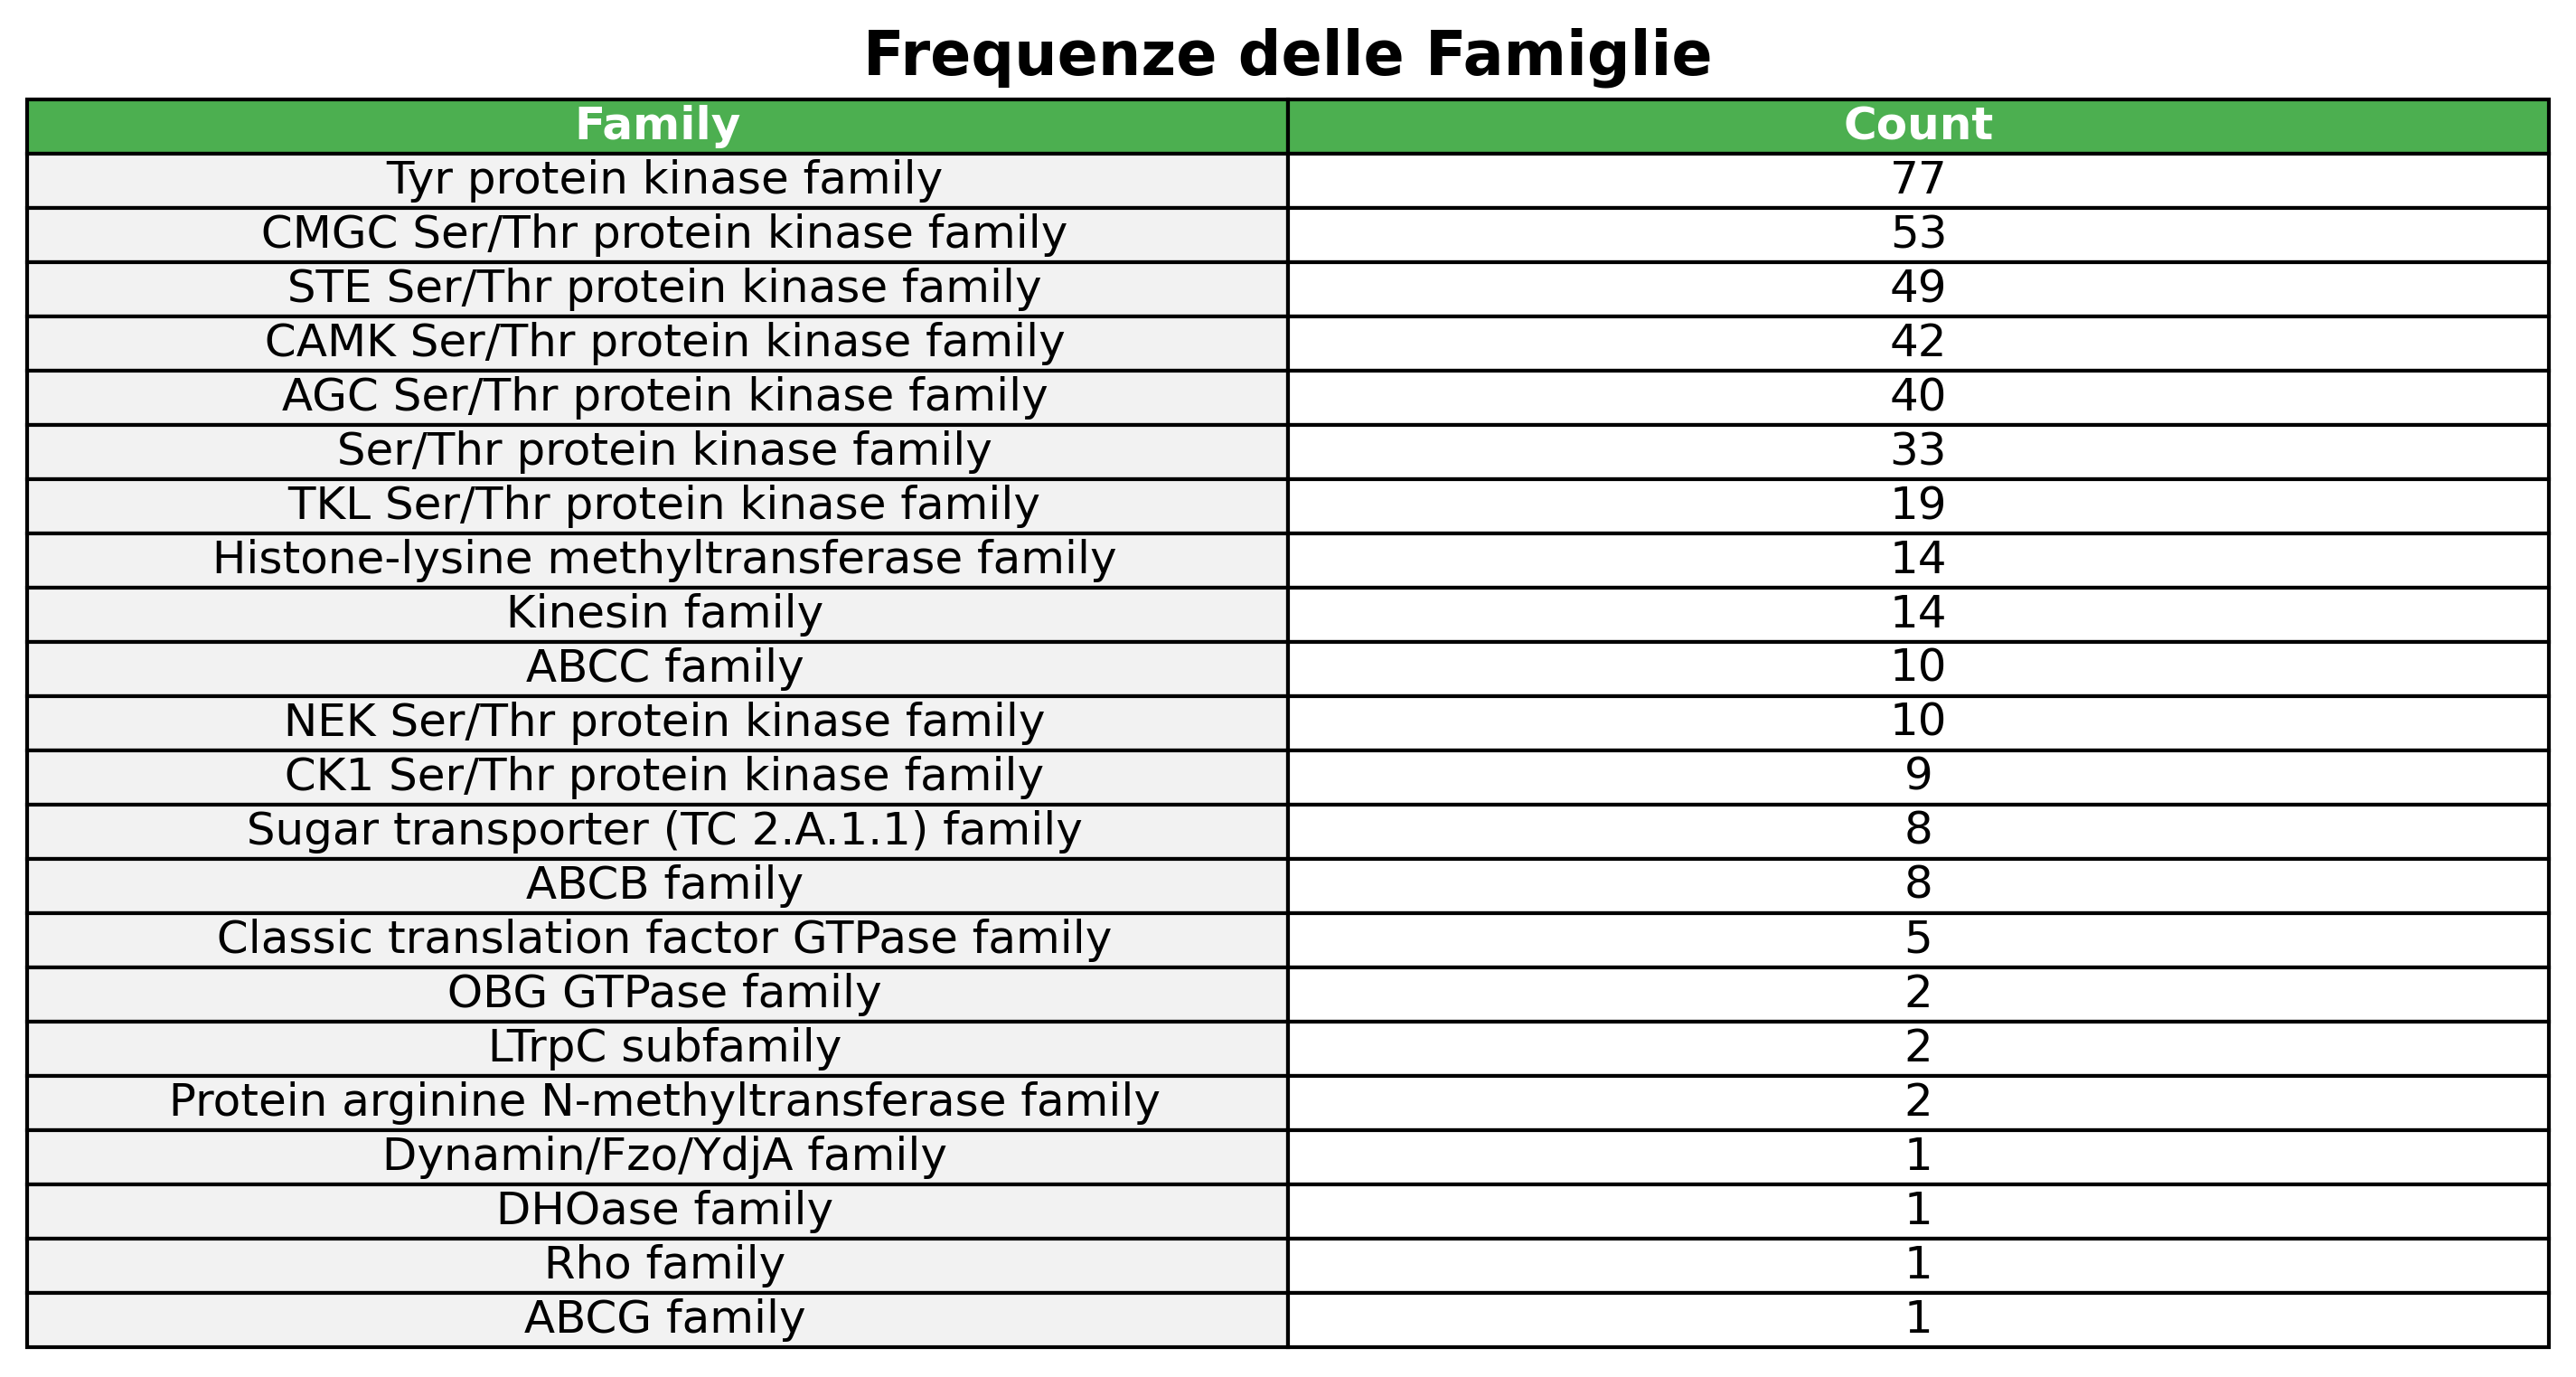 Frequenze delle Famiglie
Family Count
Tyr protein kinase family 77
CMGC Ser/Thr protein kinase family 53
STE Ser/Thr protein kinase family 49
CAMK Ser/Thr protein kinase family 42
AGC Ser/Thr protein kinase family 40
Ser/Thr protein kinase family 33
TKL Ser/Thr protein kinase family 19
Histone-lysine methyltransferase family 14
Kinesin family 14
ABCC family 10
NEK Ser/Thr protein kinase family 10
CK1 Ser/Thr protein kinase family 9
Sugar transporter (TC 2.A.1.1) family 8
ABCB family 8
Classic translation factor GTPase family 5
OBG GTPase family 2
LTrpC subfamily 2
Protein arginine N-methyltransferase family 2
Dynamin/Fzo/YdjA family 1
DHOase family 1
Rho family 1
ABCG family 1